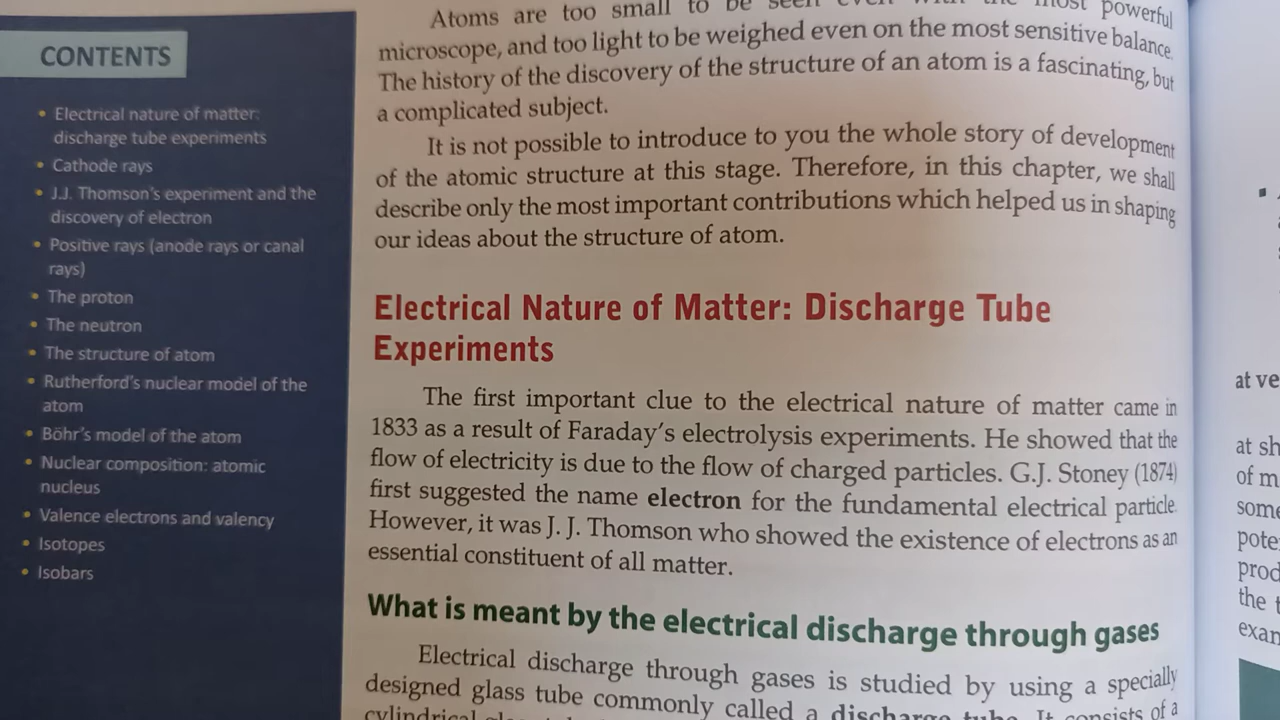 CONTENTS
• Electrical nature of matter:
discharge tube experiments
• Cathode rays
• J.J. Thomson's experiment and the
discovery of electron
• Positive rays (anode rays or canal
rays)
• The proton
• The neutron
• The structure of atom
• Rutherford's nuclear model of the
atom
• Böhr's model of the atom
• Nuclear composition: atomic
nucleus
• Valence electrons and valency
• Isotopes
• Isobars
Atoms are too small to be seen even with the most powerful
microscope, and too light to be weighed even on the most sensitive balance.
The history of the discovery of the structure of an atom is a fascinating, but
a complicated subject.
It is not possible to introduce to you the whole story of development
of the atomic structure at this stage. Therefore, in this chapter, we shall
describe only the most important contributions which helped us in shaping
our ideas about the structure of atom.
Electrical Nature of Matter: Discharge Tube
Experiments
The first important clue to the electrical nature of matter came in
1833 as a result of Faraday's electrolysis experiments. He showed that the
flow of electricity is due to the flow of charged particles. G.J. Stoney (1874)
first suggested the name electron for the fundamental electrical particle.
However, it was J. J. Thomson who showed the existence of electrons as an
essential constituent of all matter.
What is meant by the electrical discharge through gases
Electrical discharge through gases is studied by using a specially
designed glass tube commonly called a discharge tube. It consists of a
cylindrical
at ve
at sh
of m
some
pote
prod
the
exan